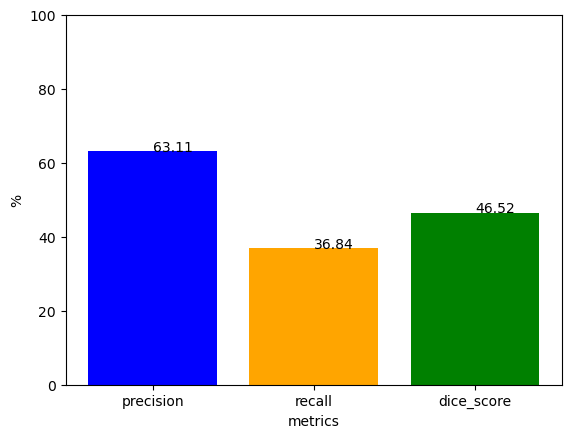 100
80
60
40
20
0
%
63.11
36.84
46.52
precision
recall
dice_score
metrics